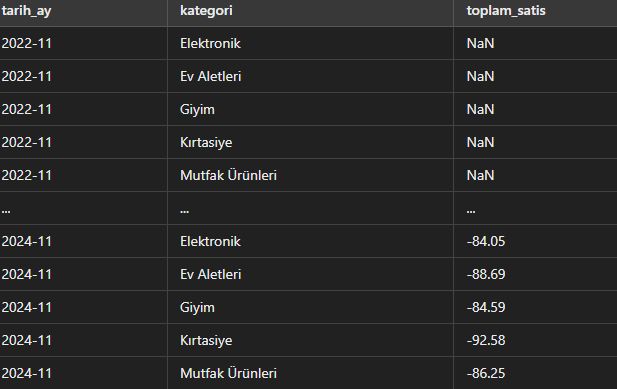 tarih_ay kategori toplam_satis
2022-11 Elektronik NaN
2022-11 Ev Aletleri NaN
2022-11 Giyim NaN
2022-11 Kırtasiye NaN
2022-11 Mutfak Ürünleri NaN
... ... ...
2024-11 Elektronik -84.05
2024-11 Ev Aletleri -88.69
2024-11 Giyim -84.59
2024-11 Kırtasiye -92.58
2024-11 Mutfak Ürünleri -86.25